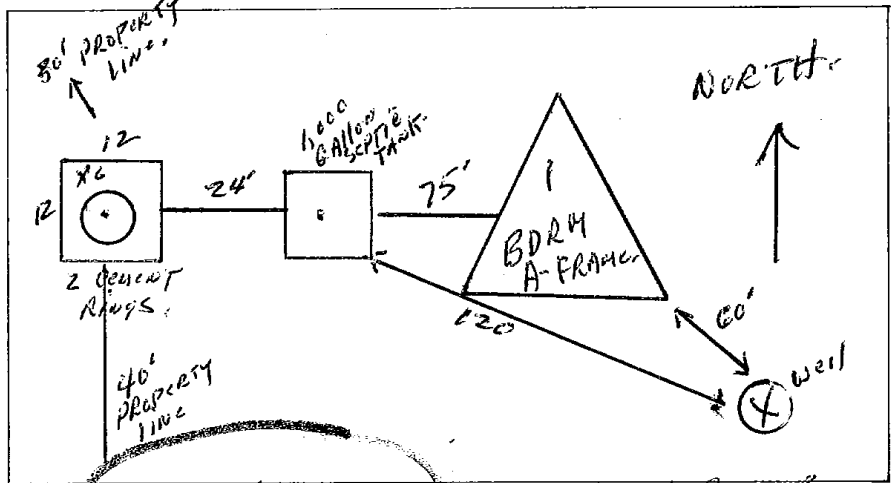 50' PROPERTY
LINE.
12
12
X6
2 CEMENT
RINGS.
40'
PROPERTY
LINE
24'
1,000
GALLON
SEPTIC
TANK.
75'
1
BDRM
A-FRAME.
120
60'
Well
NORTH.